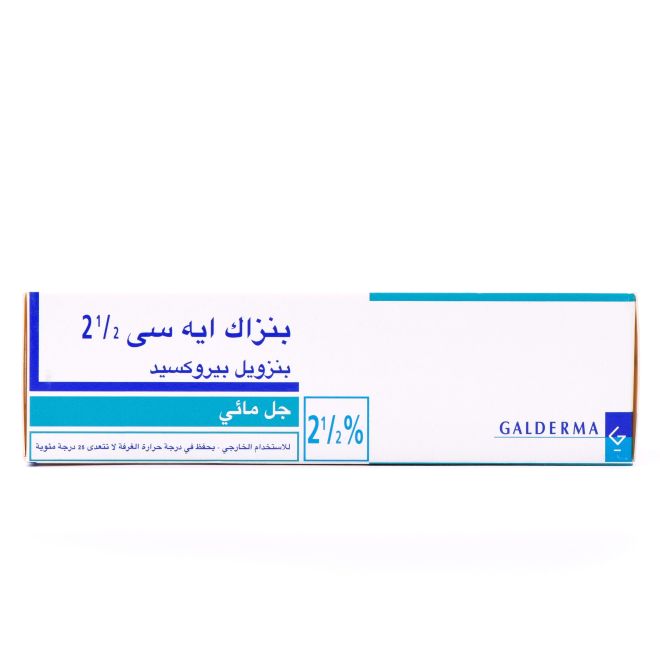 بنزاك ايه سى 2 1/2
بنزويل بيروكسيد
جل مائي
للاستخدام الخارجي - يحفظ في درجة حرارة الغرفة لا تتعدى 25 درجة مئوية
2 1/2 %
GALDERMA